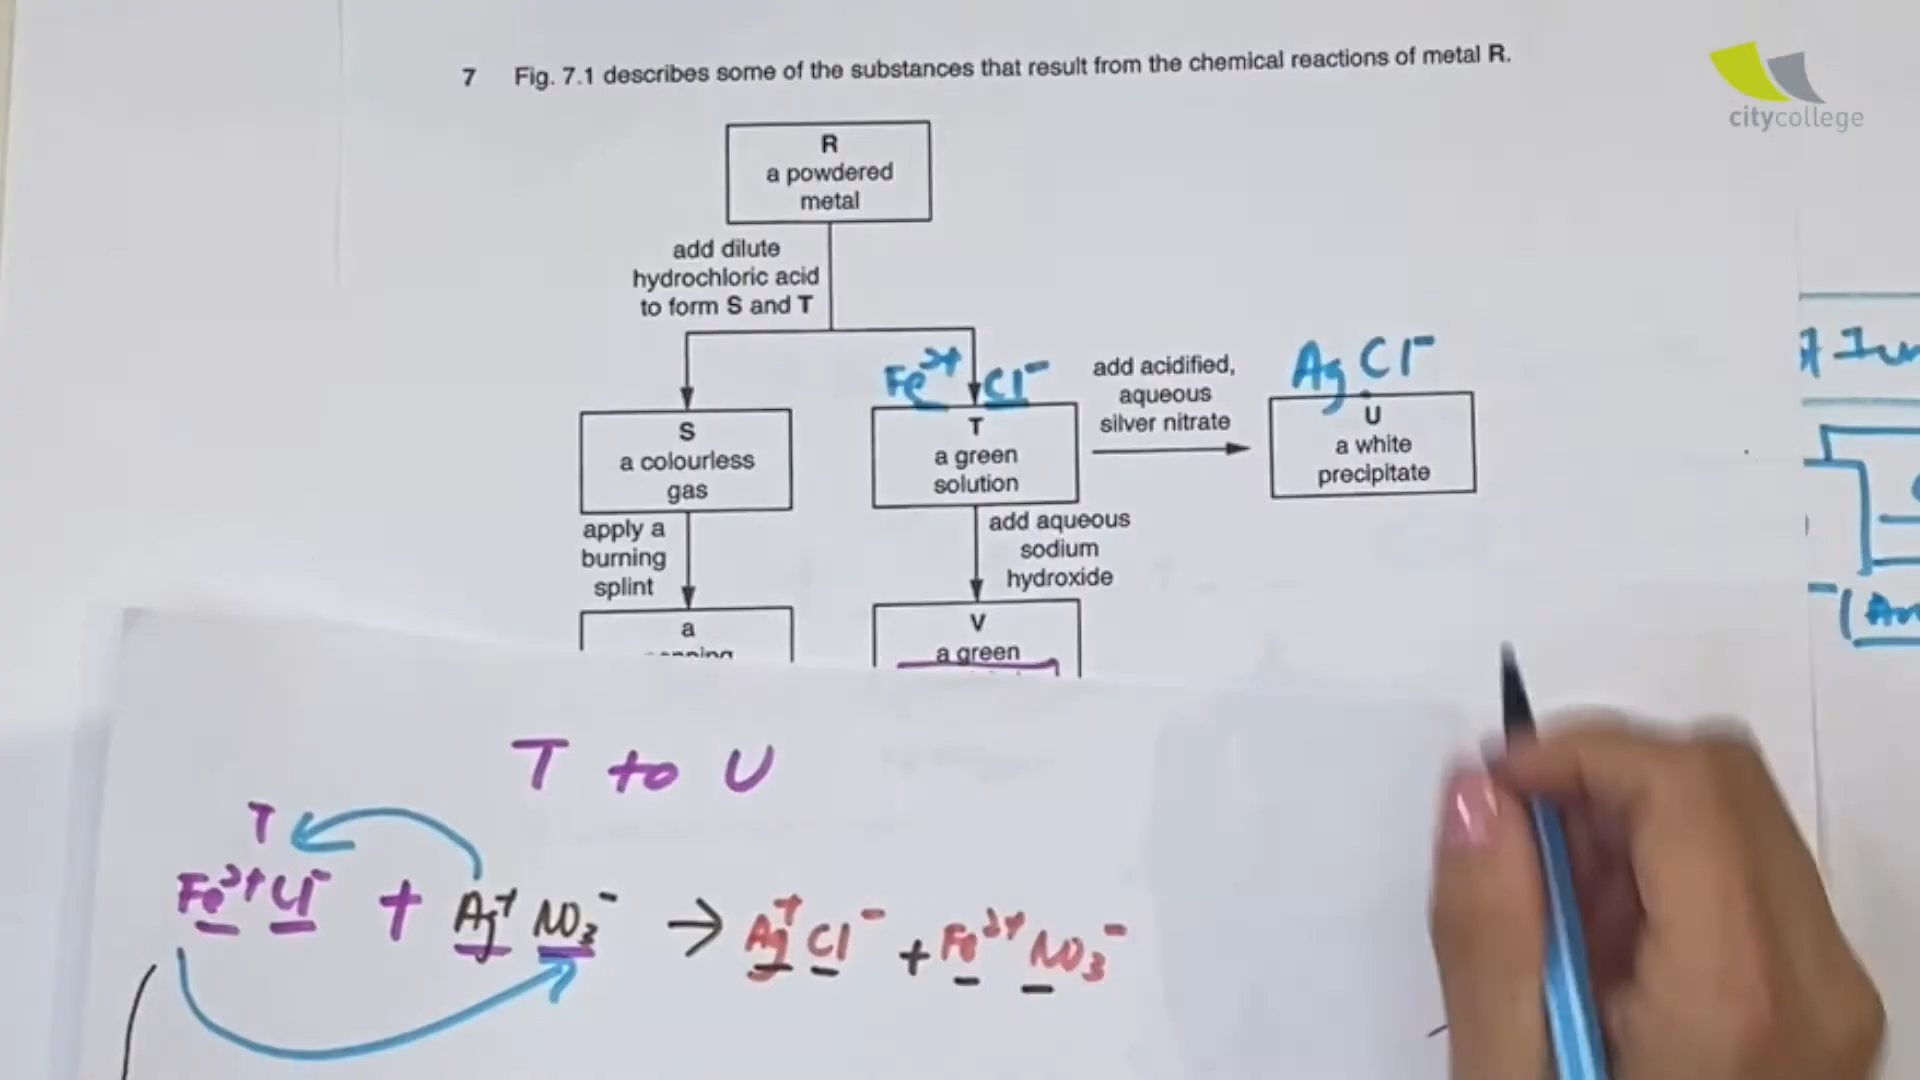 7 Fig. 7.1 describes some of the substances that result from the chemical reactions of metal R.
citycollege
R
a powdered
metal
add dilute
hydrochloric acid
to form S and T
Fe²⁺ Cl⁻
add acidified,
aqueous
silver nitrate
Ag Cl⁻
S
a colourless
gas
T
a green
solution
U
a white
precipitate
apply a
burning
splint
add aqueous
sodium
hydroxide
a
V
a green
T to U
T
Fe²⁺Cl⁻ + Ag⁺ NO₃⁻ → Ag⁺Cl⁻ + Fe²⁺ NO₃⁻